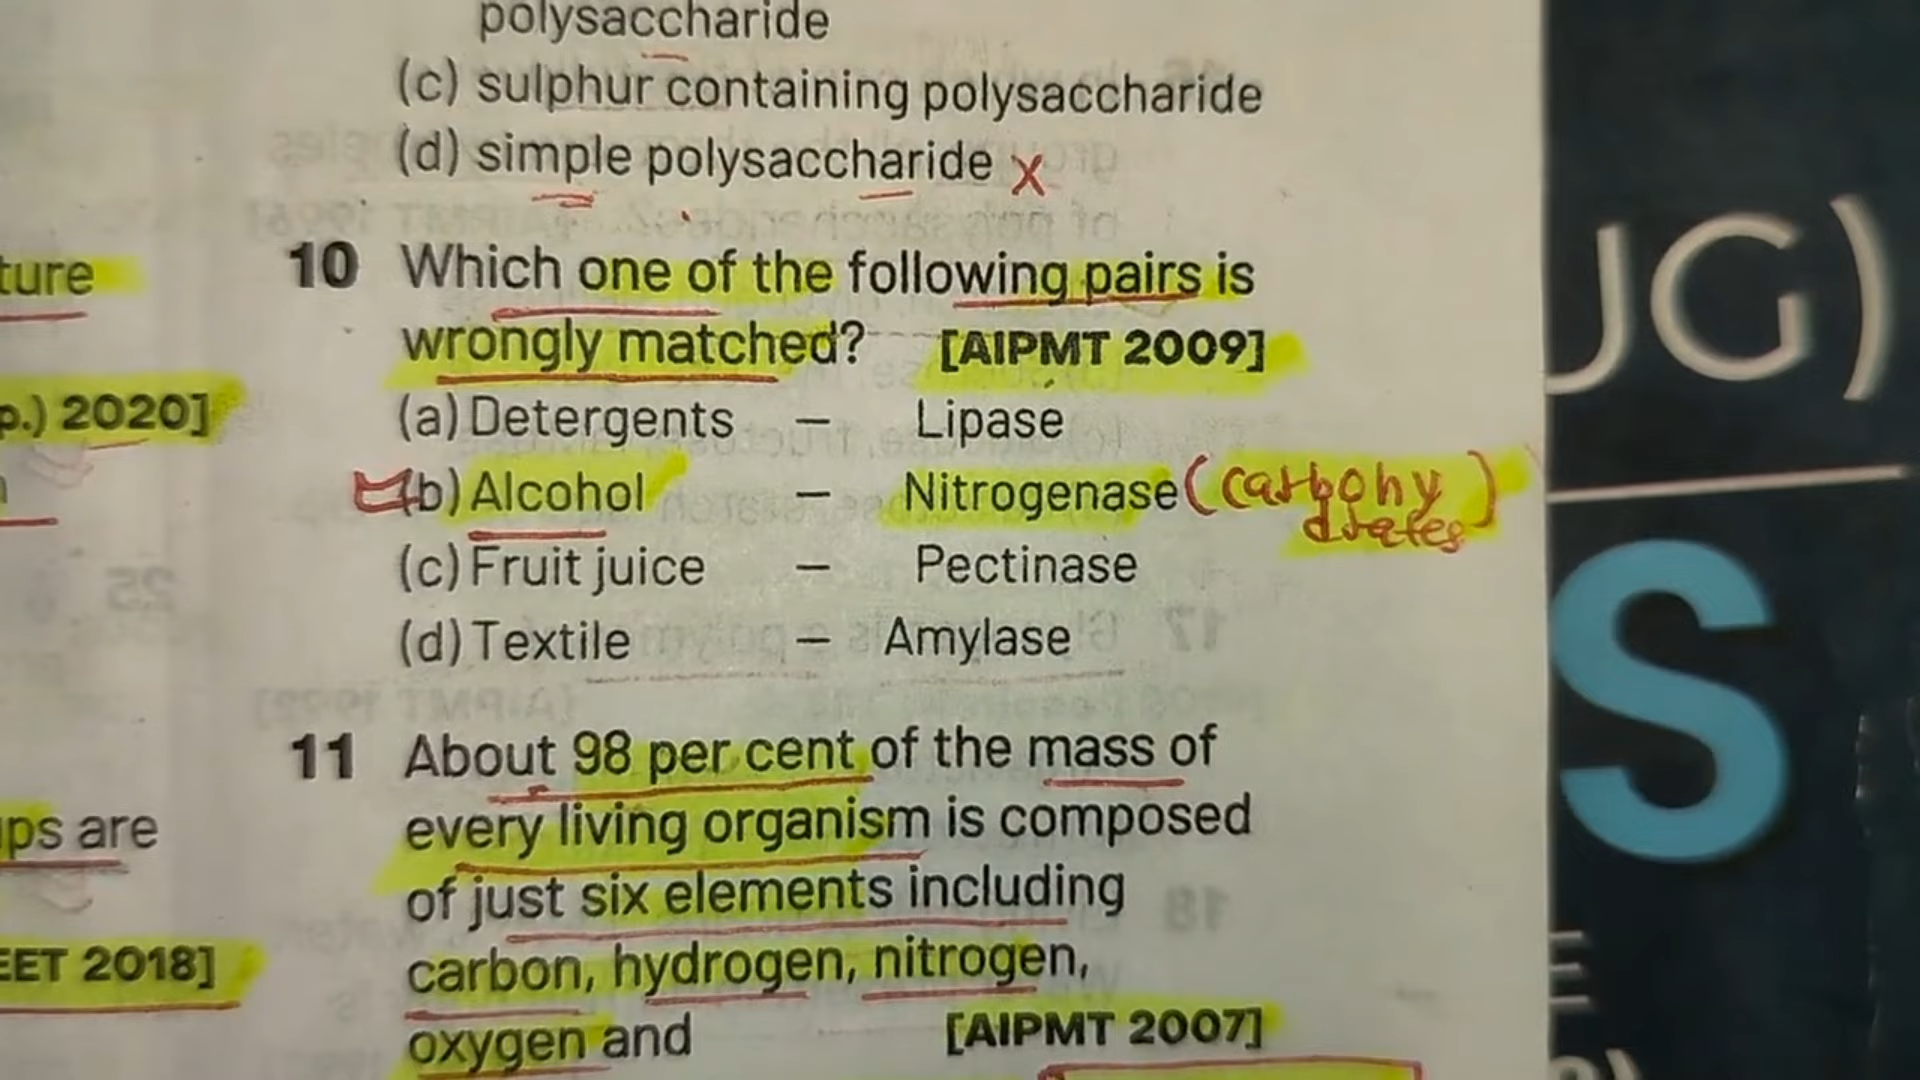 polysaccharide
(c) sulphur containing polysaccharide
(d) simple polysaccharide X
10 Which one of the following pairs is
wrongly matched? [AIPMT 2009]
(a) Detergents – Lipase
(b) Alcohol – Nitrogenase (carbohy
drates)
(c) Fruit juice – Pectinase
(d) Textile – Amylase
11 About 98 per cent of the mass of
every living organism is composed
of just six elements including
carbon, hydrogen, nitrogen,
oxygen and [AIPMT 2007]
ture
p.) 2020]
ups are
EET 2018]
UG)
S